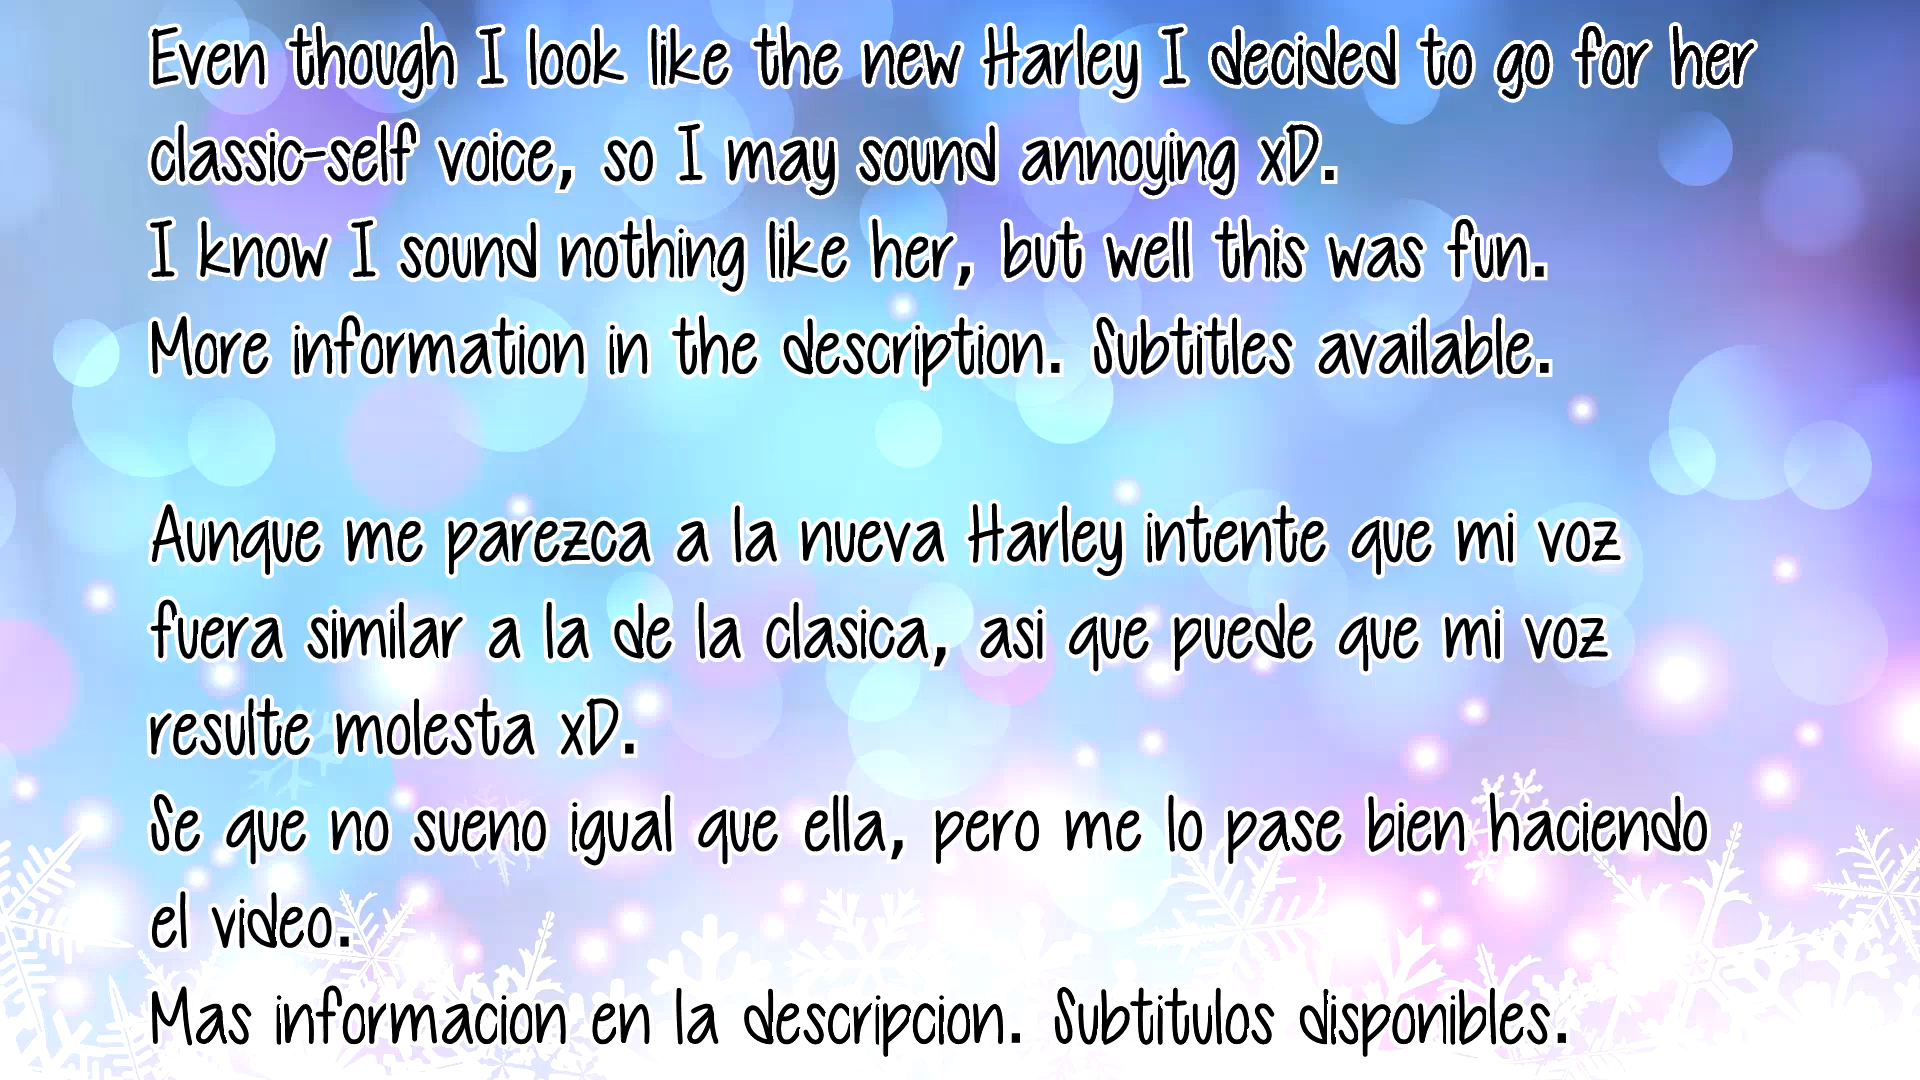 Even though I look like the new Harley I decided to go for her
classic-self voice, so I may sound annoying xD.
I know I sound nothing like her, but well this was fun.
More information in the description. Subtitles available.
Aunque me parezca a la nueva Harley intente que mi voz
fuera similar a la de la clasica, asi que puede que mi voz
resulte molesta xD.
Se que no sueno igual que ella, pero me lo pase bien haciendo
el video.
Mas informacion en la descripcion. Subtitulos disponibles.